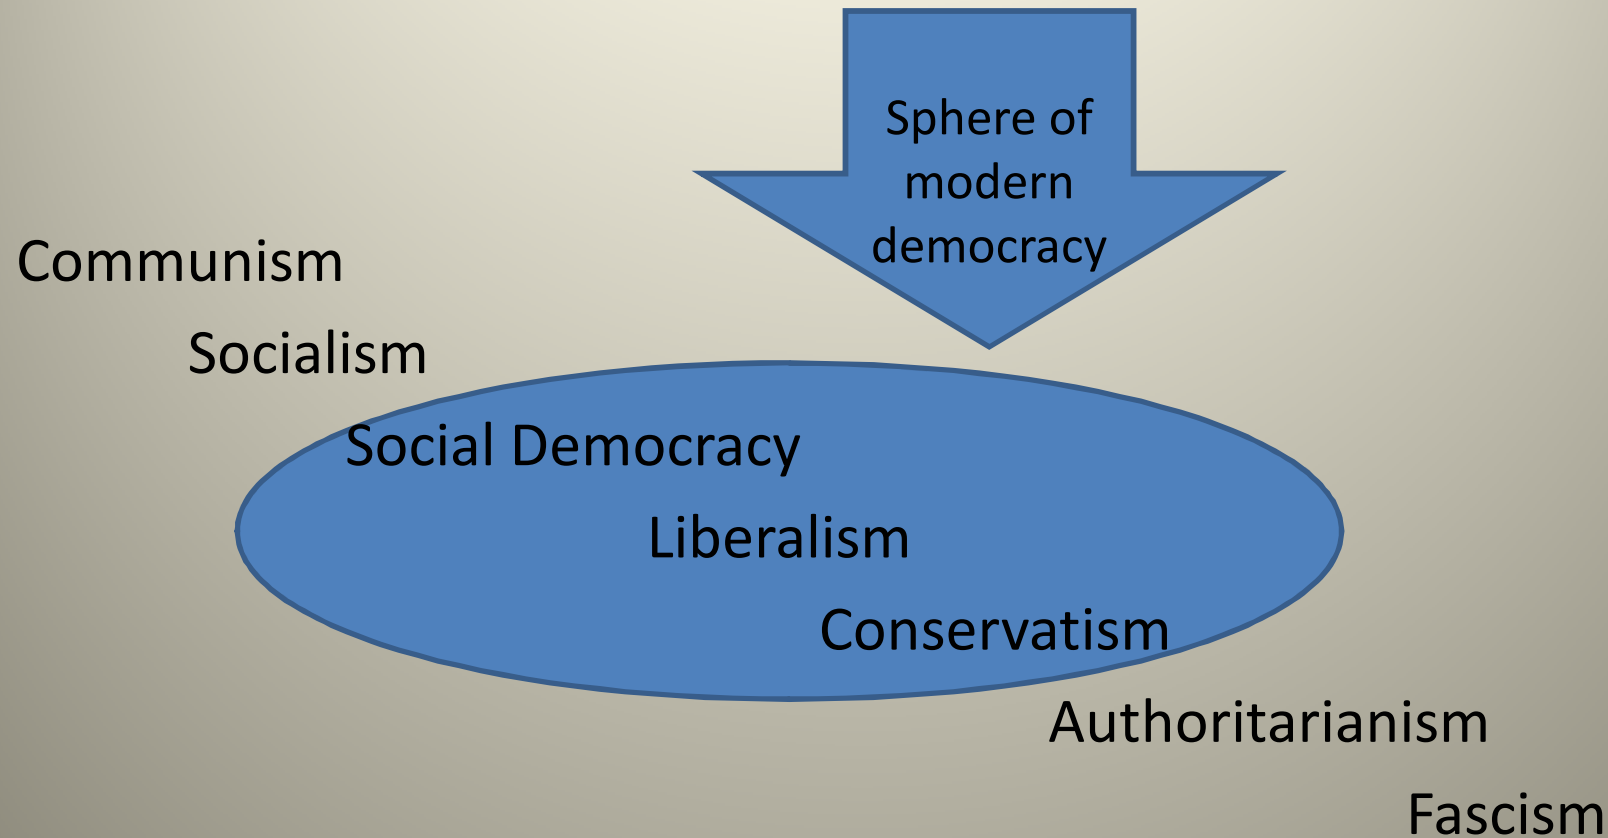 Sphere of
modern
democracy
Communism
Socialism
Social Democracy
Liberalism
Conservatism
Authoritarianism
Fascism